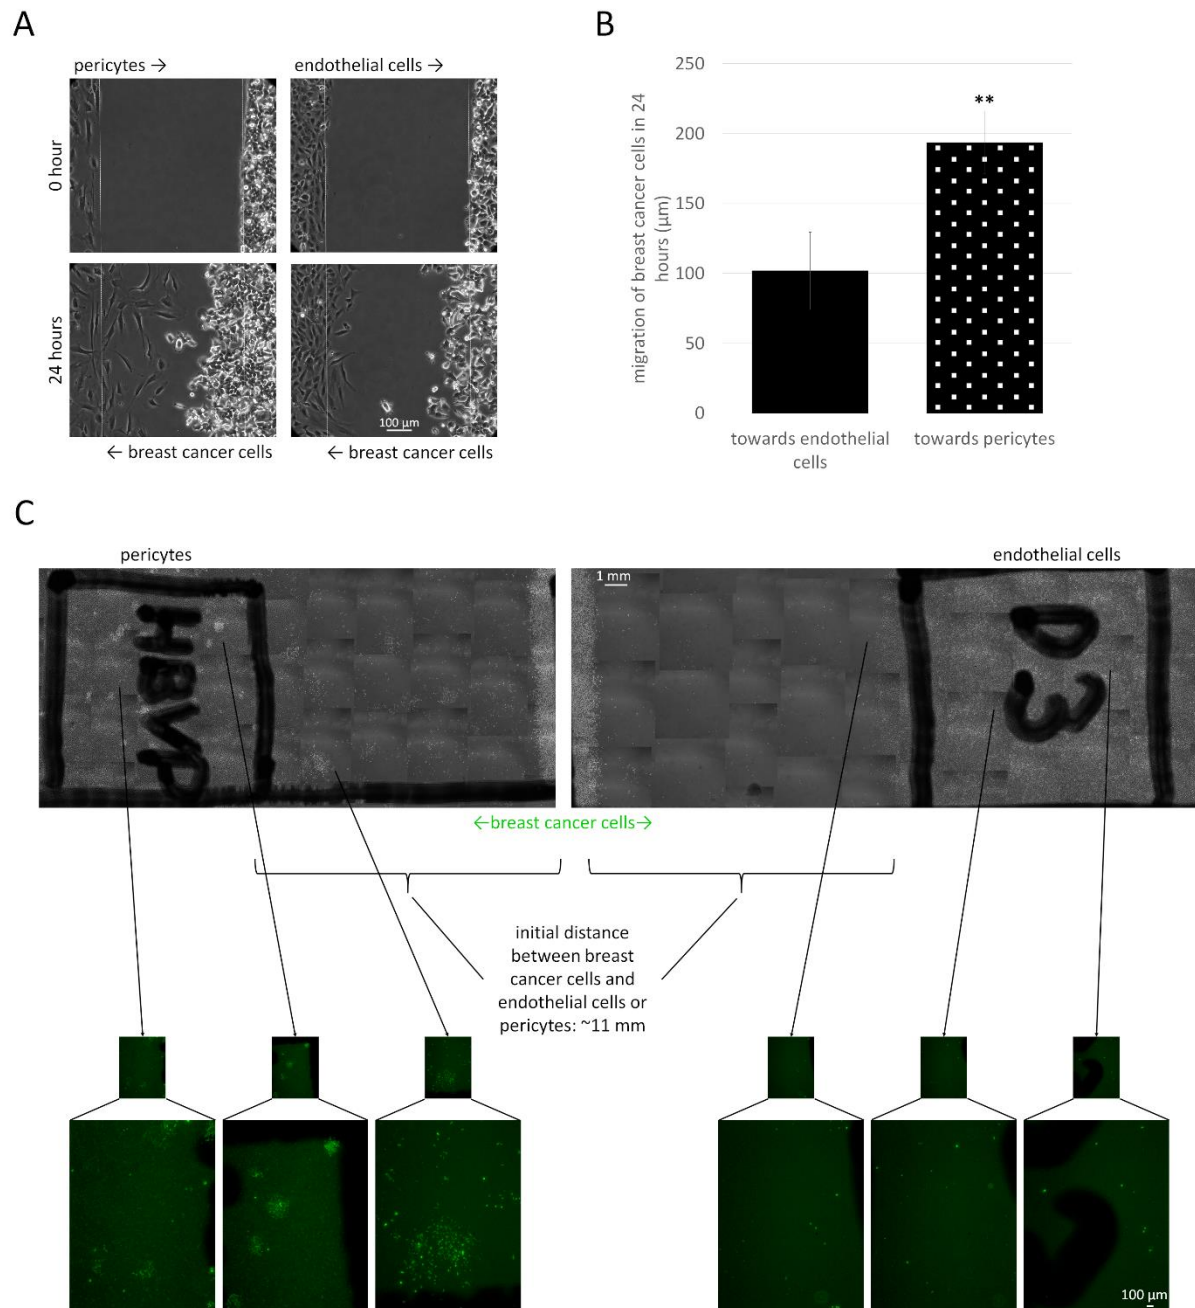 A
pericytes →
endothelial cells →
0 hour
24 hours
100 µm
← breast cancer cells
← breast cancer cells
B
migration of breast cancer cells in 24
hours (µm)
250
200
150
100
50
0
**
towards endothelial
cells
towards pericytes
C
pericytes
endothelial cells
HBVP
1 mm
D
3
←breast cancer cells→
initial distance
between breast
cancer cells and
endothelial cells or
pericytes: ~11 mm
100 µm